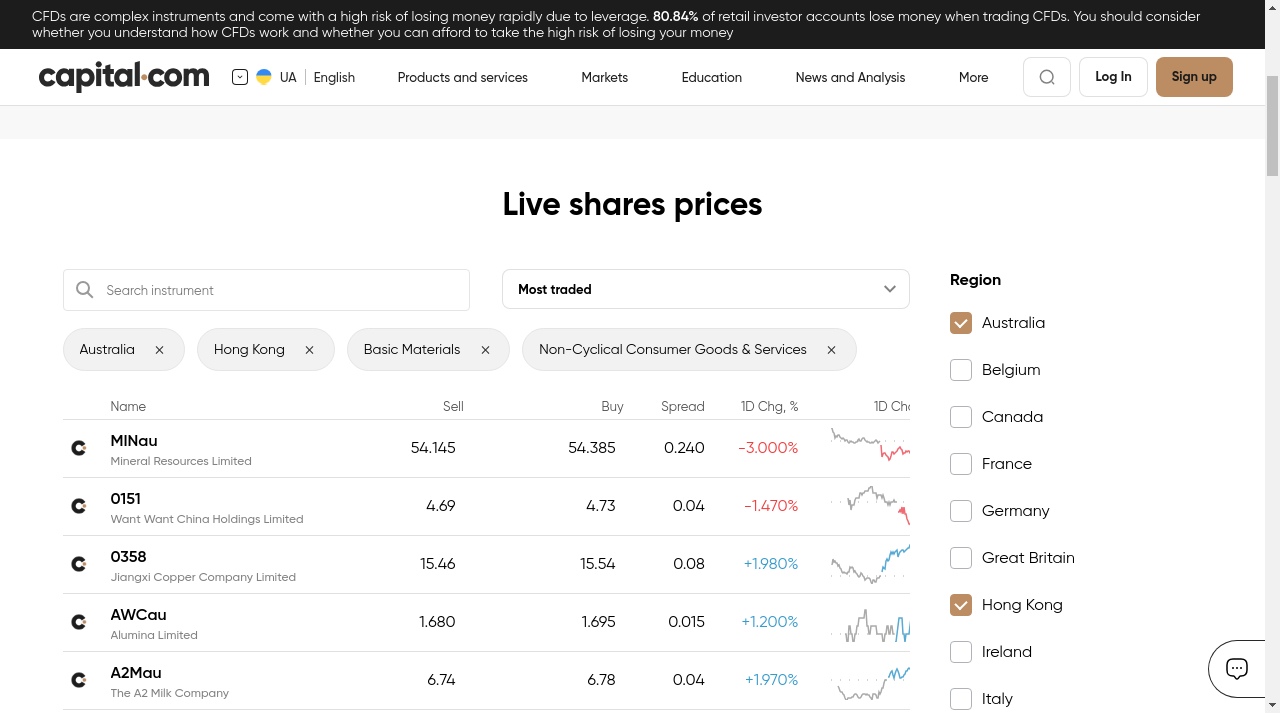 CFDs are complex instruments and come with a high risk of losing money rapidly due to leverage. 80.84% of retail investor accounts lose money when trading CFDs. You should consider
whether you understand how CFDs work and whether you can afford to take the high risk of losing your money
capital.com
UA English
Products and services
Markets
Education
News and Analysis
More
Log In
Sign up
Live shares prices
Search instrument
Most traded
Australia
Hong Kong
Basic Materials
Non-Cyclical Consumer Goods & Services
Name Sell Buy Spread 1D Chg, %
MINau 54.145 54.385 0.240 -3.000%
Mineral Resources Limited
0151 4.69 4.73 0.04 -1.470%
Want Want China Holdings Limited
0358 15.46 15.54 0.08 +1.980%
Jiangxi Copper Company Limited
AWCau 1.680 1.695 0.015 +1.200%
Alumina Limited
A2Mau 6.74 6.78 0.04 +1.970%
The A2 Milk Company
Region
Australia
Belgium
Canada
France
Germany
Great Britain
Hong Kong
Ireland
Italy